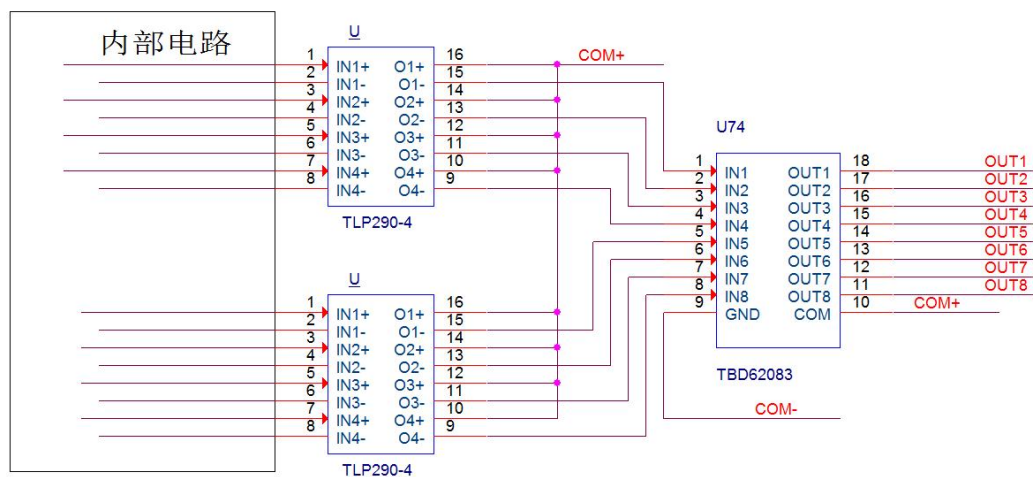 内部电路
U
1 IN1+ O1+ 16 COM+
2 IN1- O1- 15
3 IN2+ O2+ 14
4 IN2- O2- 13
5 IN3+ O3+ 12
6 IN3- O3- 11
7 IN4+ O4+ 10
8 IN4- O4- 9
TLP290-4
U74
1 IN1 OUT1 18 OUT1
2 IN2 OUT2 17 OUT2
3 IN3 OUT3 16 OUT3
4 IN4 OUT4 15 OUT4
5 IN5 OUT5 14 OUT5
6 IN6 OUT6 13 OUT6
7 IN7 OUT7 12 OUT7
8 IN8 OUT8 11 OUT8
9 GND COM 10 COM+
TBD62083
COM-
U
1 IN1+ O1+ 16
2 IN1- O1- 15
3 IN2+ O2+ 14
4 IN2- O2- 13
5 IN3+ O3+ 12
6 IN3- O3- 11
7 IN4+ O4+ 10
8 IN4- O4- 9
TLP290-4